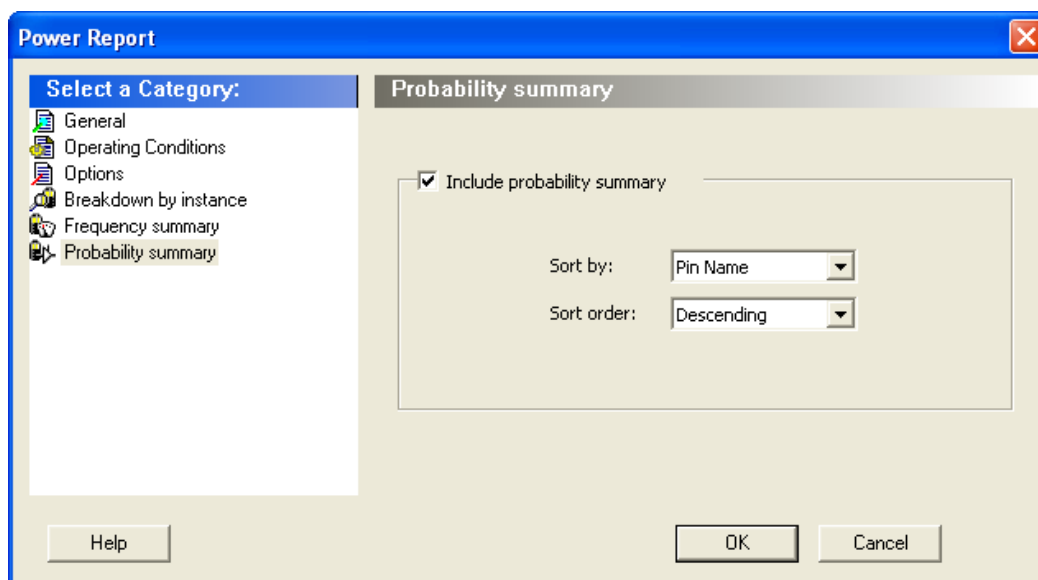 Power Report
Select a Category:
General
Operating Conditions
Options
Breakdown by instance
Frequency summary
Probability summary
Probability summary
Include probability summary
Sort by: Pin Name
Sort order: Descending
Help
OK
Cancel